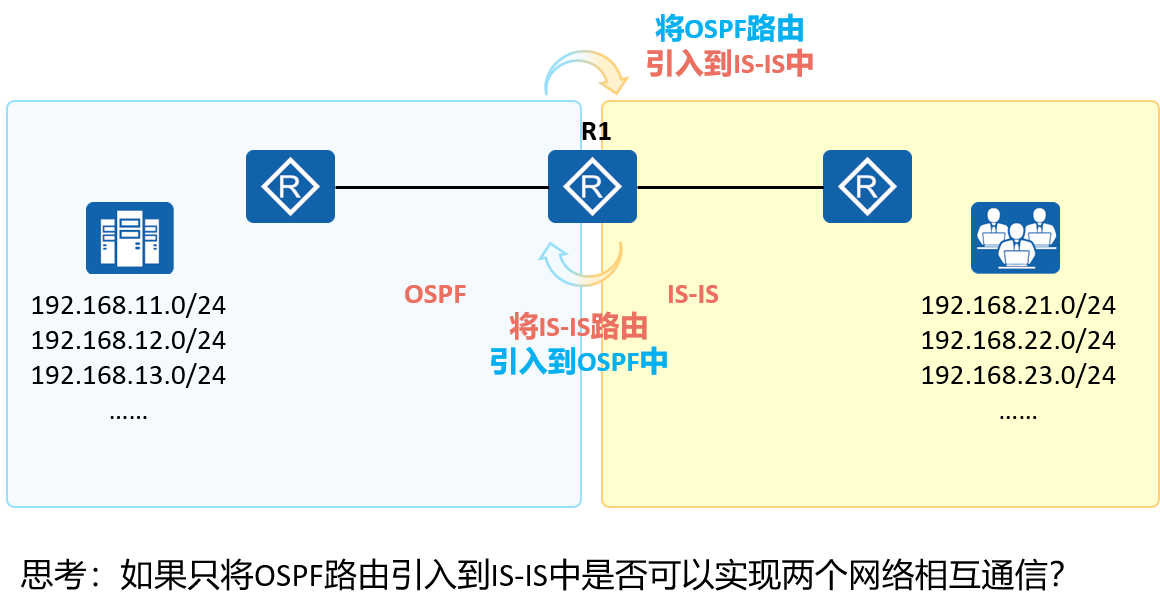 将OSPF路由
引入到IS-IS中
R1
R
R
R
OSPF
IS-IS
192.168.11.0/24
192.168.12.0/24
192.168.13.0/24
……
将IS-IS路由
引入到OSPF中
192.168.21.0/24
192.168.22.0/24
192.168.23.0/24
……
思考：如果只将OSPF路由引入到IS-IS中是否可以实现两个网络相互通信？